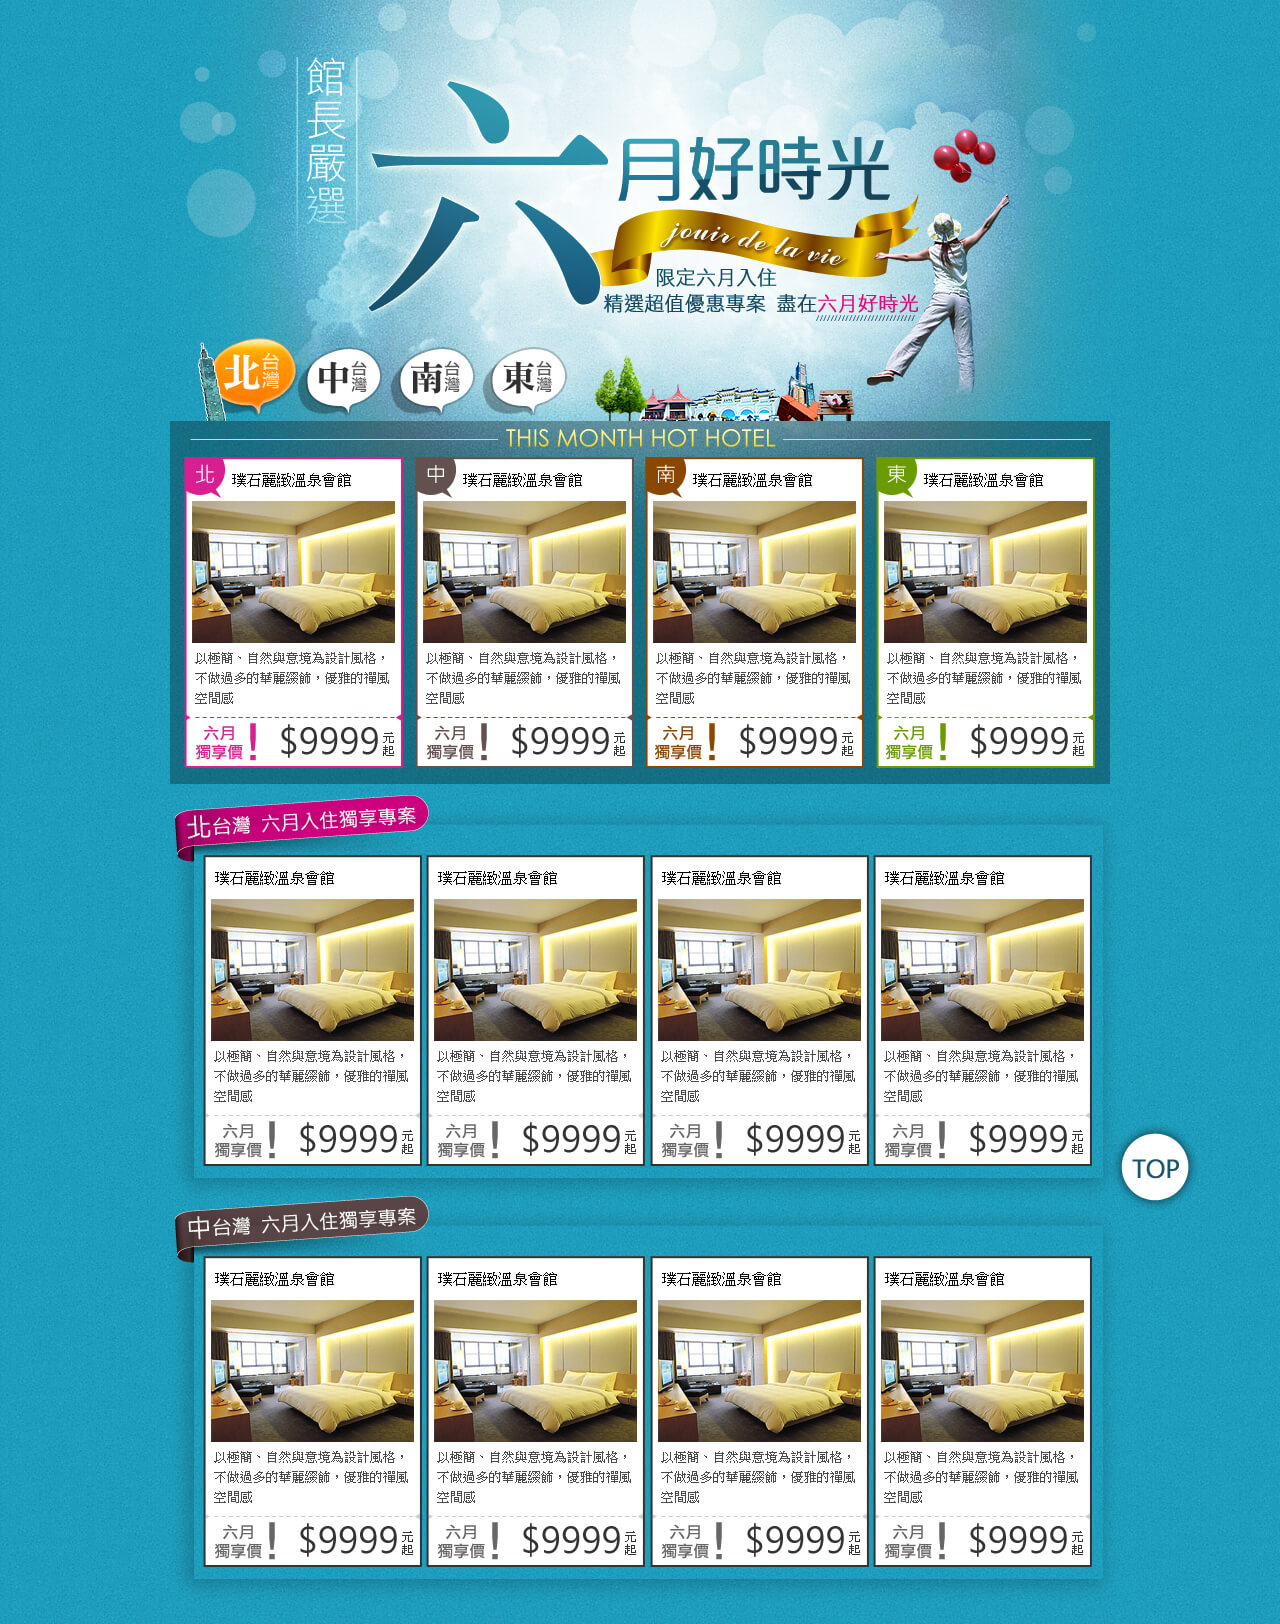 館長嚴選
六月好時光
jouir de la vie
限定六月入住
精選超值優惠專案 盡在六月好時光
北台灣
中台灣
南台灣
東台灣
THIS MONTH HOT HOTEL
北
璞石麗緻溫泉會館
以極簡、自然與意境為設計風格，
不做過多的華麗綴飾，優雅的禪風
空間感
六月
獨享價！
$9999元起
中
璞石麗緻溫泉會館
以極簡、自然與意境為設計風格，
不做過多的華麗綴飾，優雅的禪風
空間感
六月
獨享價！
$9999元起
南
璞石麗緻溫泉會館
以極簡、自然與意境為設計風格，
不做過多的華麗綴飾，優雅的禪風
空間感
六月
獨享價！
$9999元起
東
璞石麗緻溫泉會館
以極簡、自然與意境為設計風格，
不做過多的華麗綴飾，優雅的禪風
空間感
六月
獨享價！
$9999元起
北台灣 六月入住獨享專案
璞石麗緻溫泉會館
以極簡、自然與意境為設計風格，
不做過多的華麗綴飾，優雅的禪風
空間感
六月
獨享價！
$9999元起
璞石麗緻溫泉會館
以極簡、自然與意境為設計風格，
不做過多的華麗綴飾，優雅的禪風
空間感
六月
獨享價！
$9999元起
璞石麗緻溫泉會館
以極簡、自然與意境為設計風格，
不做過多的華麗綴飾，優雅的禪風
空間感
六月
獨享價！
$9999元起
璞石麗緻溫泉會館
以極簡、自然與意境為設計風格，
不做過多的華麗綴飾，優雅的禪風
空間感
六月
獨享價！
$9999元起
TOP
中台灣 六月入住獨享專案
璞石麗緻溫泉會館
以極簡、自然與意境為設計風格，
不做過多的華麗綴飾，優雅的禪風
空間感
六月
獨享價！
$9999元起
璞石麗緻溫泉會館
以極簡、自然與意境為設計風格，
不做過多的華麗綴飾，優雅的禪風
空間感
六月
獨享價！
$9999元起
璞石麗緻溫泉會館
以極簡、自然與意境為設計風格，
不做過多的華麗綴飾，優雅的禪風
空間感
六月
獨享價！
$9999元起
璞石麗緻溫泉會館
以極簡、自然與意境為設計風格，
不做過多的華麗綴飾，優雅的禪風
空間感
六月
獨享價！
$9999元起